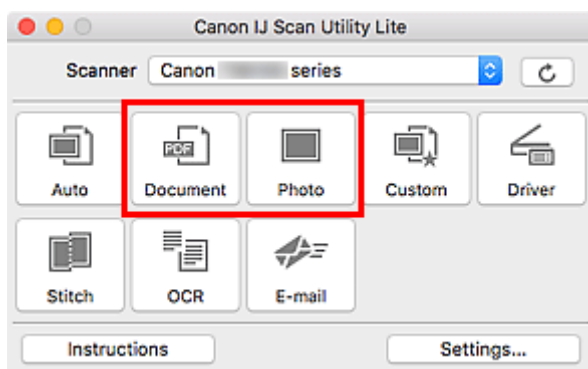 Canon IJ Scan Utility Lite
Scanner Canon series
Auto
PDF
Document
Photo
Custom
Driver
Stitch
OCR
E-mail
Instructions Settings...